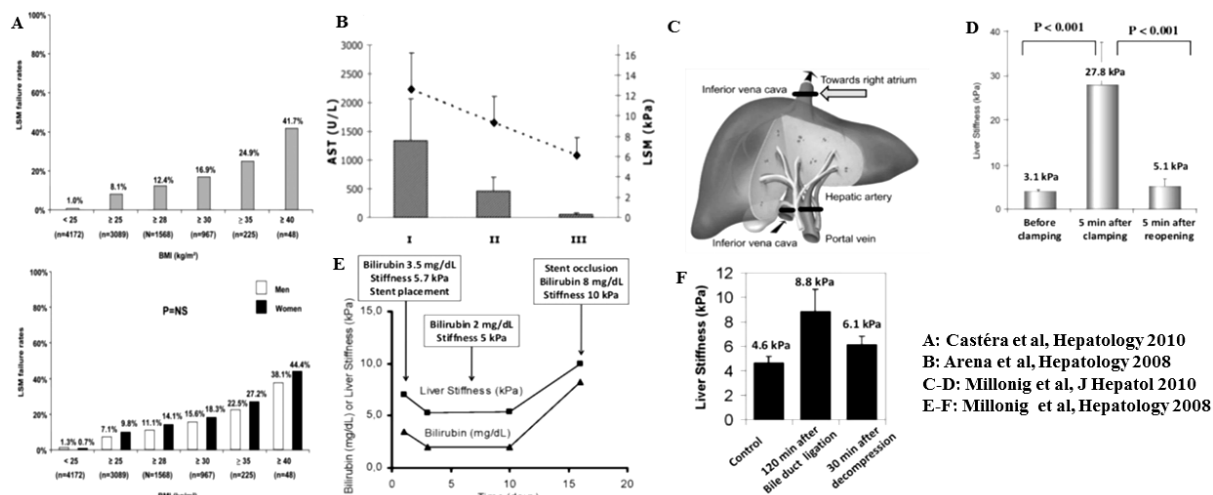 A
LSM failure rates
100%
80%
60%
40%
20%
0%
1.0%
8.1%
12.4%
16.9%
24.9%
41.7%
< 25 ≥ 25 ≥ 28 ≥ 30 ≥ 35 ≥ 40
(n=4172) (n=3089) (N=1568) (n=967) (n=225) (n=48)
BMI (kg/m²)
LSM failure rates
100%
80%
60%
40%
20%
0%
P=NS
Men
Women
1.3% 0.7%
7.1% 9.8%
11.1% 14.1%
15.6% 18.3%
22.5% 27.2%
38.1% 44.4%
< 25 ≥ 25 ≥ 28 ≥ 30 ≥ 35 ≥ 40
(n=4172) (n=3089) (N=1568) (n=967) (n=225) (n=48)
B
AST (U/L)
3000
2500
2000
1500
1000
500
0
LSM (kPa)
16
14
12
10
8
6
4
2
0
I II III
C
Inferior vena cava
Towards right atrium
Hepatic artery
Inferior vena cava
Portal vein
D
P < 0.001 P < 0.001
Liver Stiffness (kPa)
40
30
20
10
0
3.1 kPa
27.8 kPa
5.1 kPa
Before clamping
5 min after clamping
5 min after reopening
E
Bilirubin 3.5 mg/dL
Stiffness 5.7 kPa
Stent placement
Bilirubin 2 mg/dL
Stiffness 5 kPa
Stent occlusion
Bilirubin 8 mg/dL
Stiffness 10 kPa
Bilirubin (mg/dL) or Liver Stiffness (kPa)
15,0
10,0
5,0
0,0
Liver Stiffness (kPa)
Bilirubin (mg/dL)
0 5 10 15 20
F
Liver Stiffness (kPa)
12
10
8
6
4
2
0
4.6 kPa
8.8 kPa
6.1 kPa
Control
120 min after
Bile duct ligation
30 min after
decompression
A: Castéra et al, Hepatology 2010
B: Arena et al, Hepatology 2008
C-D: Millonig et al, J Hepatol 2010
E-F: Millonig et al, Hepatology 2008